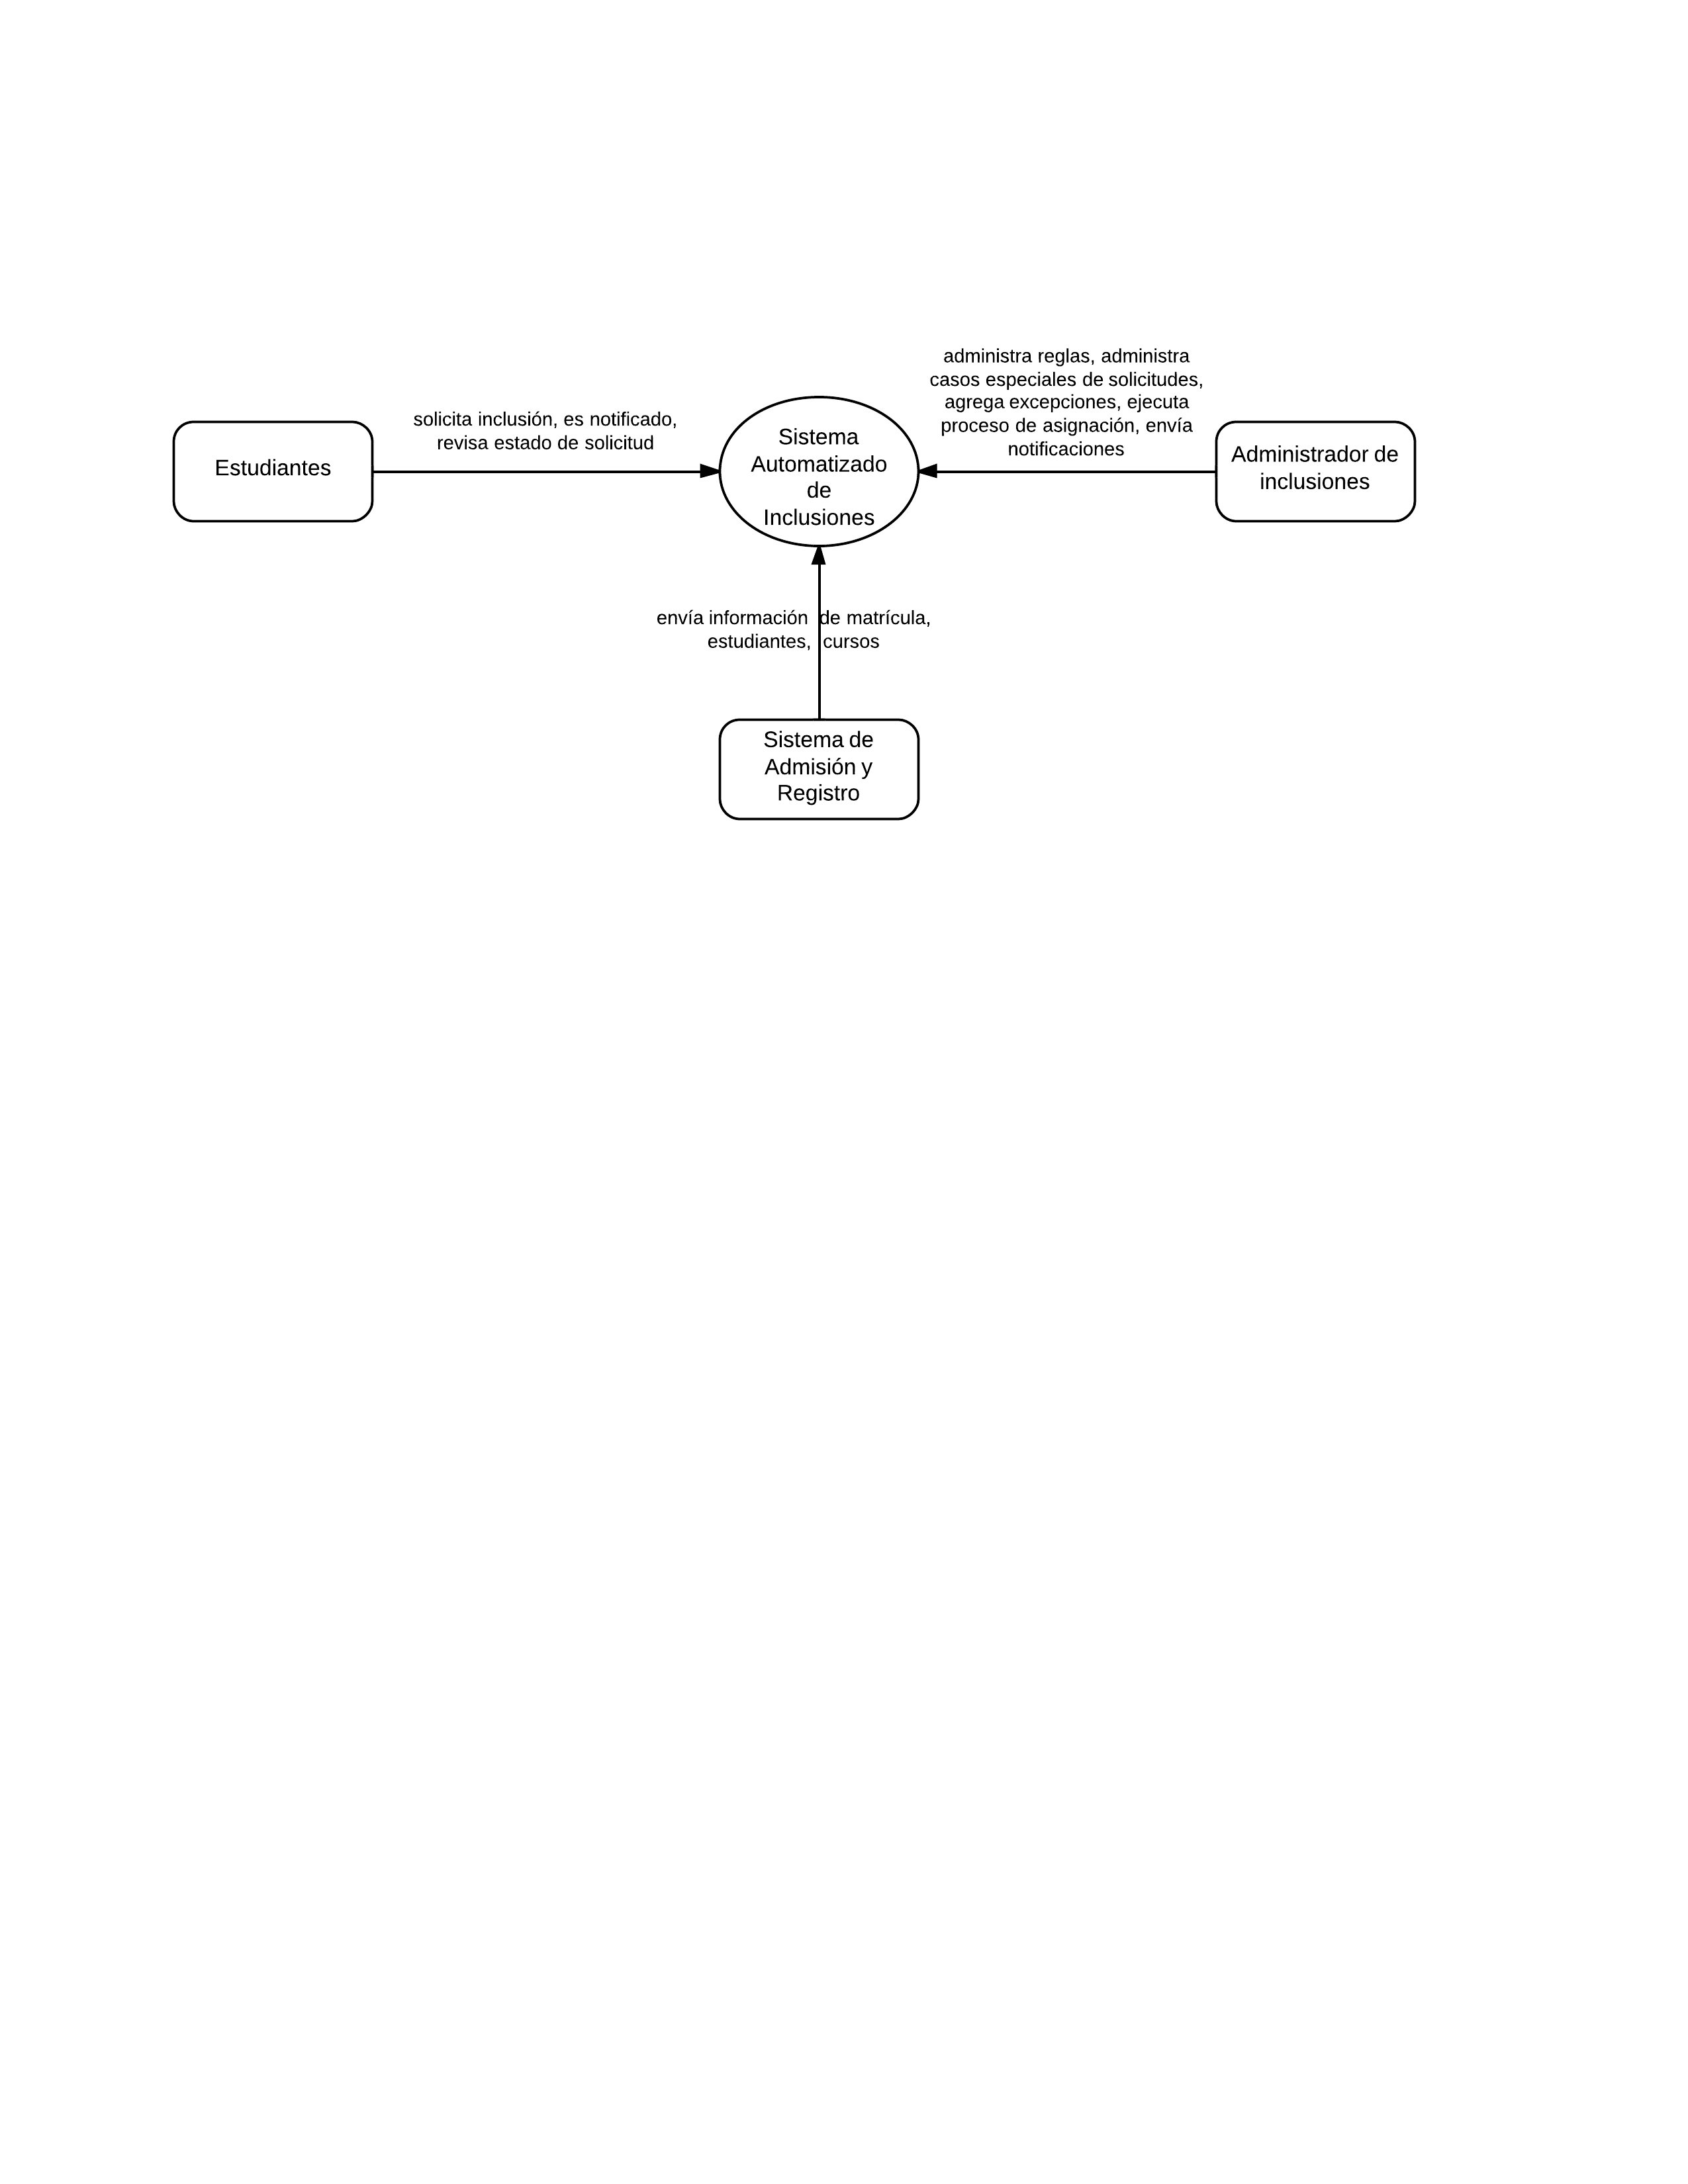 Estudiantes
solicita inclusión, es notificado,
revisa estado de solicitud
Sistema
Automatizado
de
Inclusiones
administra reglas, administra
casos especiales de solicitudes,
agrega excepciones, ejecuta
proceso de asignación, envía
notificaciones
Administrador de
inclusiones
envía información de matrícula,
estudiantes, cursos
Sistema de
Admisión y
Registro